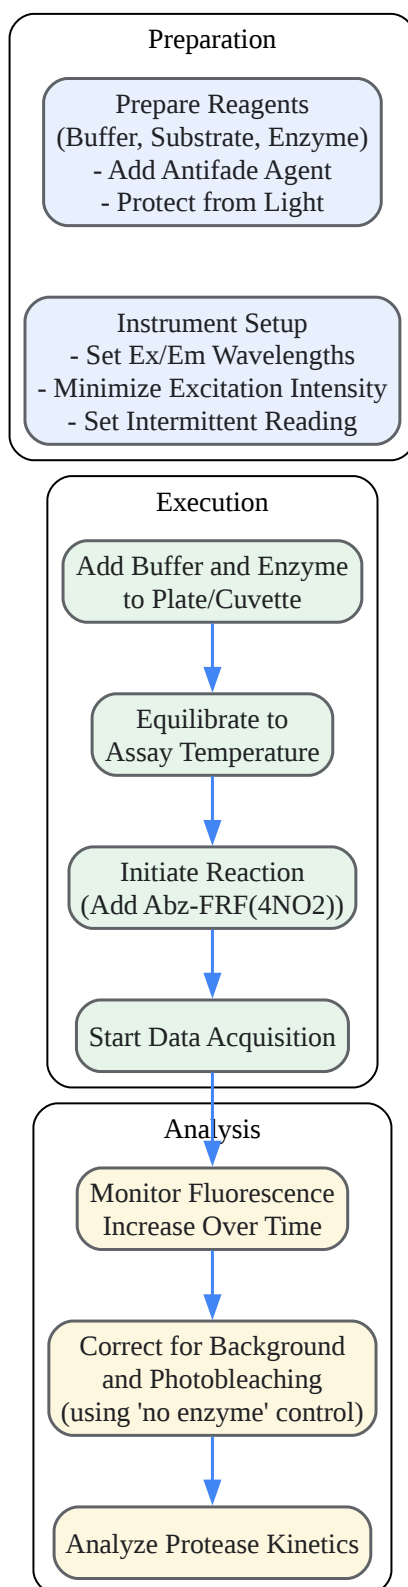 Preparation
Prepare Reagents
(Buffer, Substrate, Enzyme)
- Add Antifade Agent
- Protect from Light
Instrument Setup
- Set Ex/Em Wavelengths
- Minimize Excitation Intensity
- Set Intermittent Reading
Execution
Add Buffer and Enzyme
to Plate/Cuvette
Equilibrate to
Assay Temperature
Initiate Reaction
(Add Abz-FRF(4NO2))
Start Data Acquisition
Analysis
Monitor Fluorescence
Increase Over Time
Correct for Background
and Photobleaching
(using 'no enzyme' control)
Analyze Protease Kinetics